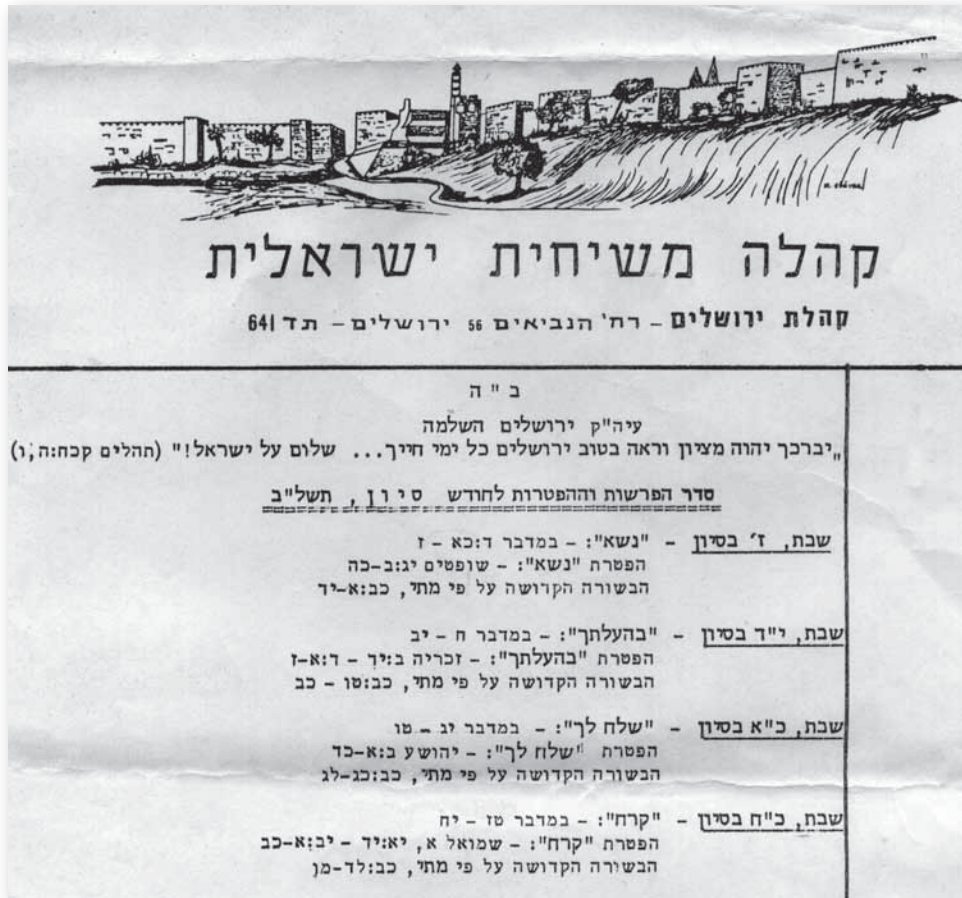 קהלה משיחית ישראלית
קהלת ירושלים - רח' הנביאים 56 ירושלים - תד 641
ב"ה
עיה"ק ירושלים השלמה
"יברכך יהוה מציון וראה בטוב ירושלים כל ימי חייך... שלום על ישראל!" (תהלים קכח:ה,ו)
סדר הפרשות וההפטרות לחודש סיון, תשל"ב
שבת, ז' בסיון - "נשא": - במדבר ד:כא - ז
הפטרת "נשא": - שופטים יג:ב-כה
הבשורה הקדושה על פי מתי, כב:א-יד
שבת, י"ד בסיון - "בהעלתך": - במדבר ח - יב
הפטרת "בהעלתך": - זכריה ב:יד - ד:א-ז
הבשורה הקדושה על פי מתי, כב:טו - כב
שבת, כ"א בסיון - "שלח לך": - במדבר יג - טו
הפטרת "שלח לך": - יהושע ב:א-כד
הבשורה הקדושה על פי מתי, כב:כג-לג
שבת, כ"ח בסיון - "קרח": - במדבר טז - יח
הפטרת "קרח": - שמואל א, יא:יד - יב:א-כב
הבשורה הקדושה על פי מתי, כב:לד-מו